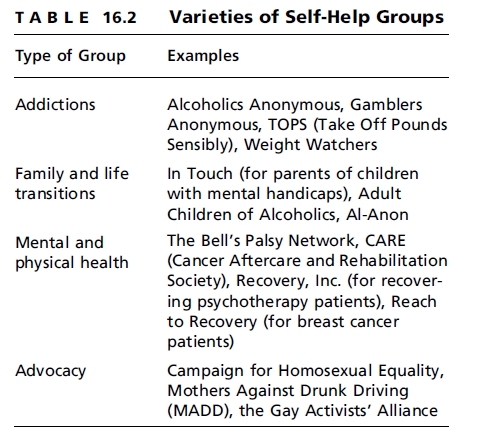 TABLE 16.2 Varieties of Self-Help Groups
Type of Group Examples
Addictions Alcoholics Anonymous, Gamblers
Anonymous, TOPS (Take Off Pounds
Sensibly), Weight Watchers
Family and life In Touch (for parents of children
transitions with mental handicaps), Adult
Children of Alcoholics, Al-Anon
Mental and The Bell's Palsy Network, CARE
physical health (Cancer Aftercare and Rehabilitation
Society), Recovery, Inc. (for recover-
ing psychotherapy patients), Reach
to Recovery (for breast cancer
patients)
Advocacy Campaign for Homosexual Equality,
Mothers Against Drunk Driving
(MADD), the Gay Activists' Alliance